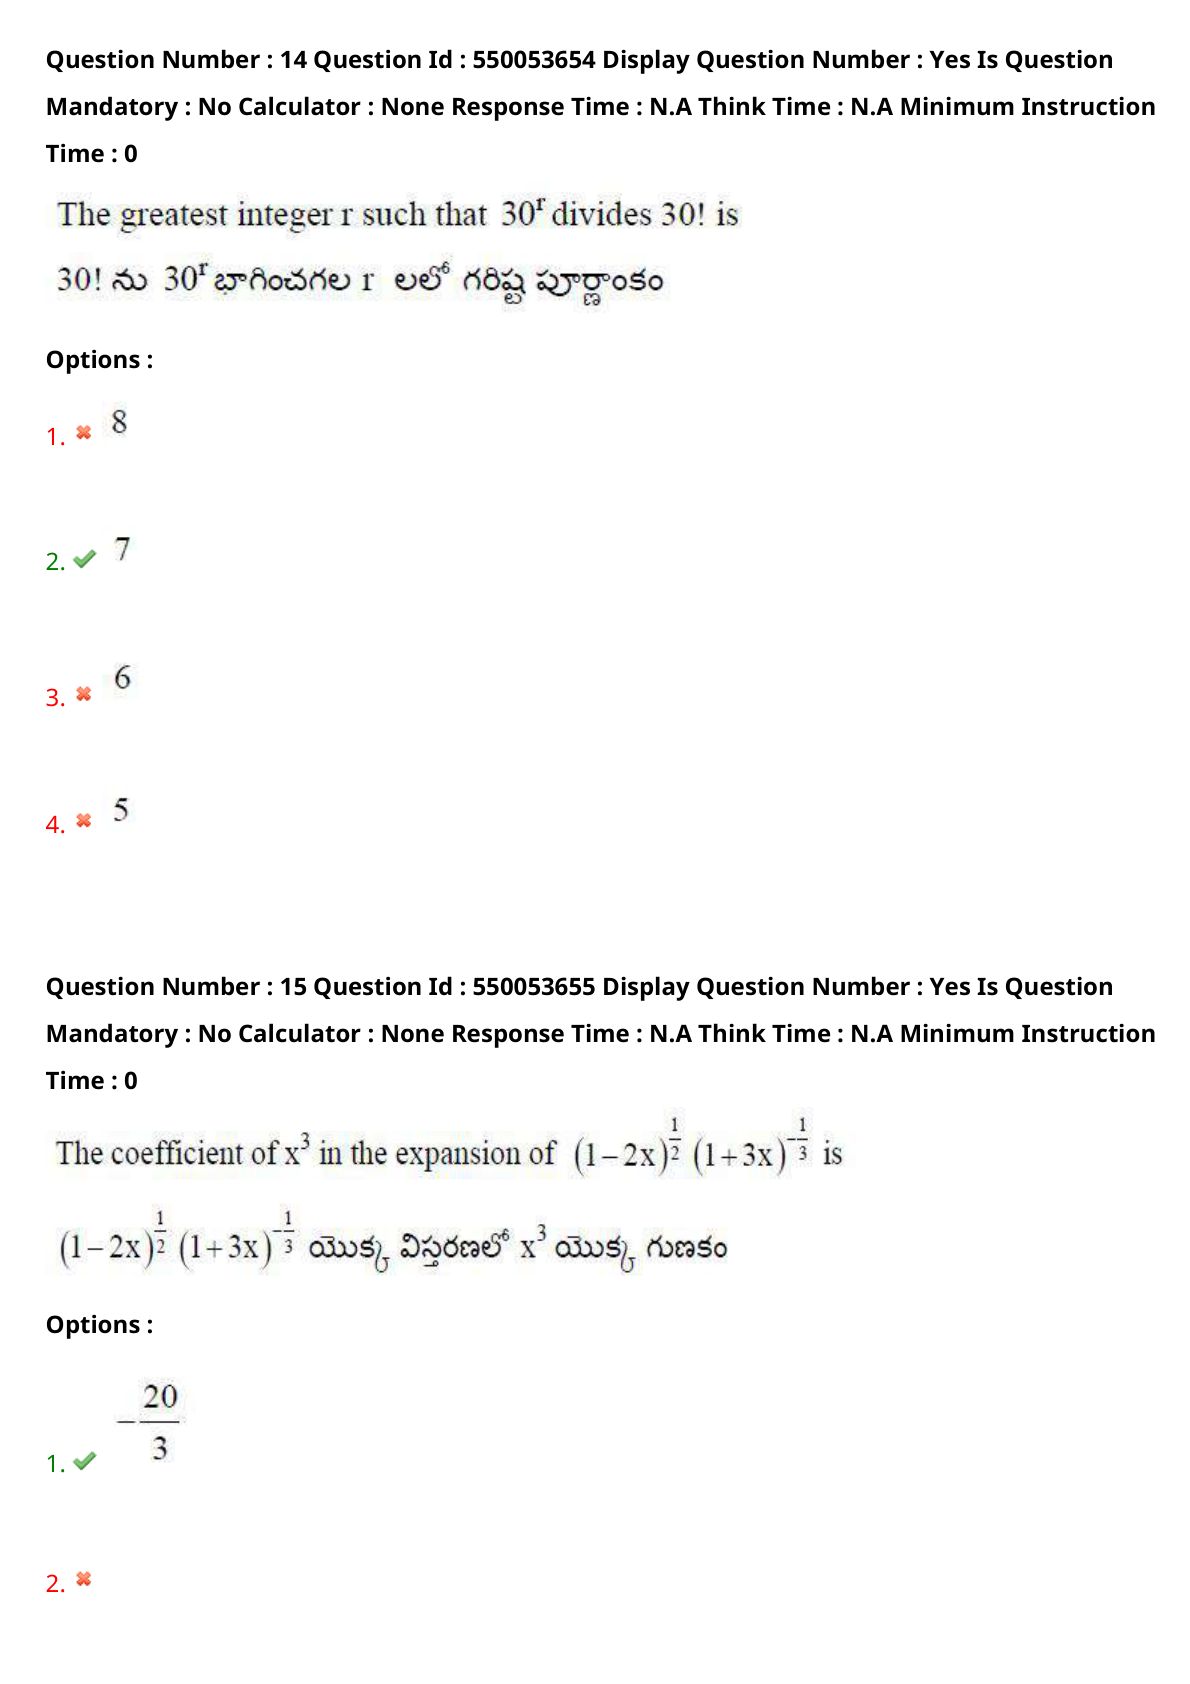 Question Number : 14 Question Id : 550053654 Display Question Number : Yes Is Question
Mandatory : No Calculator : None Response Time : N.A Think Time : N.A Minimum Instruction
Time : 0
The greatest integer r such that 30^r divides 30! is
30! ను 30^r భాగించగల r లలో గరిష్ట పూర్ణాంకం
Options :
1. ✖ 8
2. ✔ 7
3. ✖ 6
4. ✖ 5
Question Number : 15 Question Id : 550053655 Display Question Number : Yes Is Question
Mandatory : No Calculator : None Response Time : N.A Think Time : N.A Minimum Instruction
Time : 0
The coefficient of x^3 in the expansion of (1−2x)^{1/2} (1+3x)^{−1/3} is
(1−2x)^{1/2} (1+3x)^{−1/3} యొక్క విస్తరణలో x^3 యొక్క గుణకం
Options :
1. ✔ −20/3
2. ✖